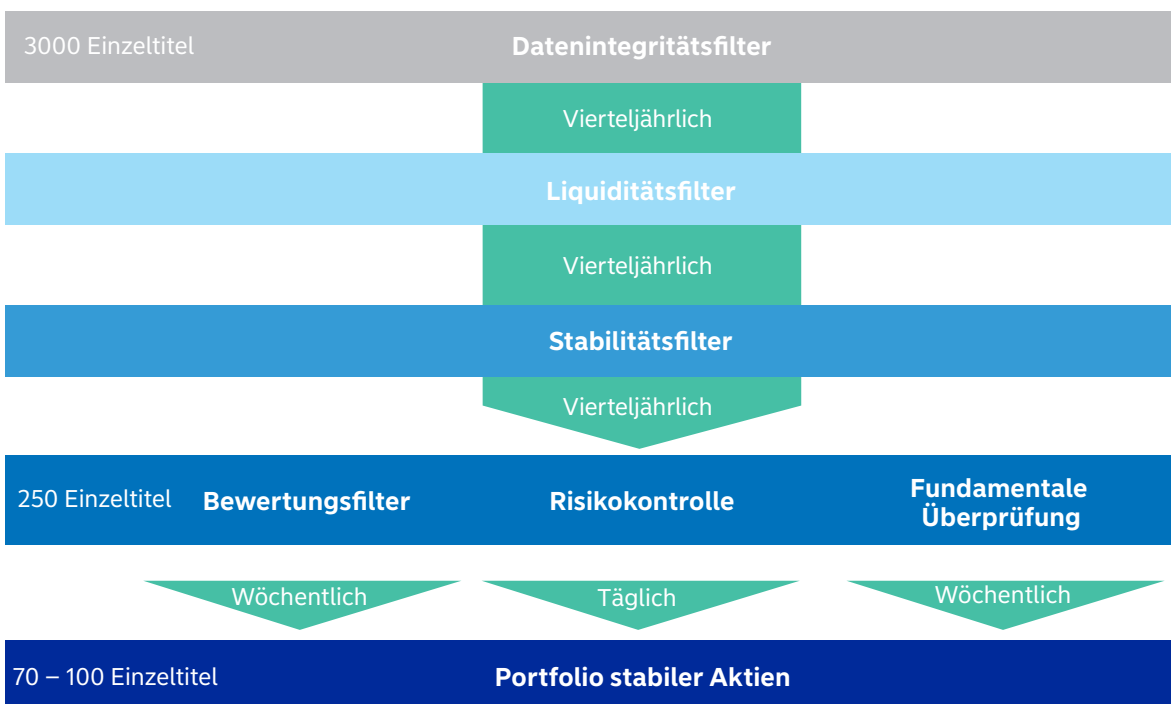 3000 Einzeltitel
Datenintegritätsfilter
Vierteljährlich
Liquiditätsfilter
Vierteljährlich
Stabilitätsfilter
Vierteljährlich
250 Einzeltitel
Bewertungsfilter
Risikokontrolle
Fundamentale
Überprüfung
Wöchentlich
Täglich
Wöchentlich
70 – 100 Einzeltitel
Portfolio stabiler Aktien